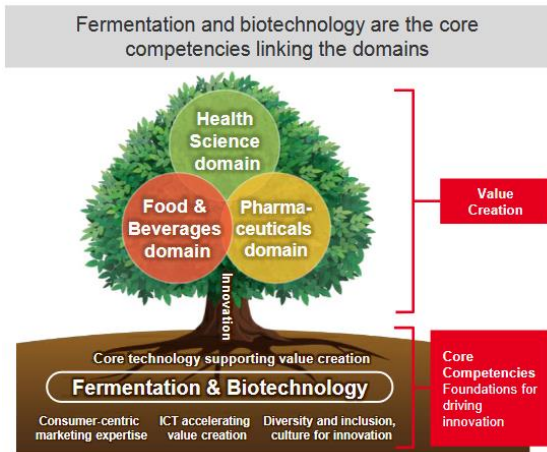 Fermentation and biotechnology are the core
competencies linking the domains
Health
Science
domain
Food &
Beverages
domain
Pharma-
ceuticals
domain
Value
Creation
Innovation
Core technology supporting value creation
Fermentation & Biotechnology
Consumer-centric
marketing expertise
ICT accelerating
value creation
Diversity and inclusion,
culture for innovation
Core
Competencies
Foundations for
driving
innovation